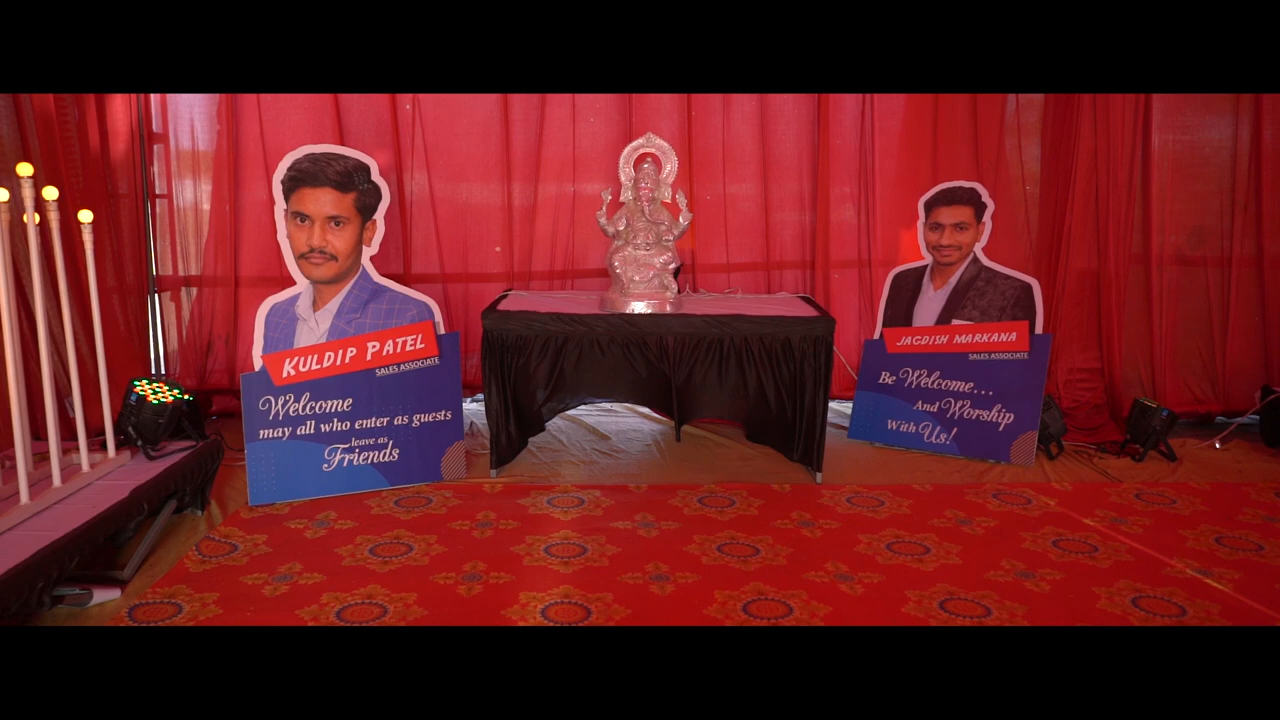 KULDIP PATEL
SALES ASSOCIATE
Welcome
may all who enter as guests
leave as
Friends
JAGDISH MARKANA
SALES ASSOCIATE
Be Welcome...
And Worship
With Us!